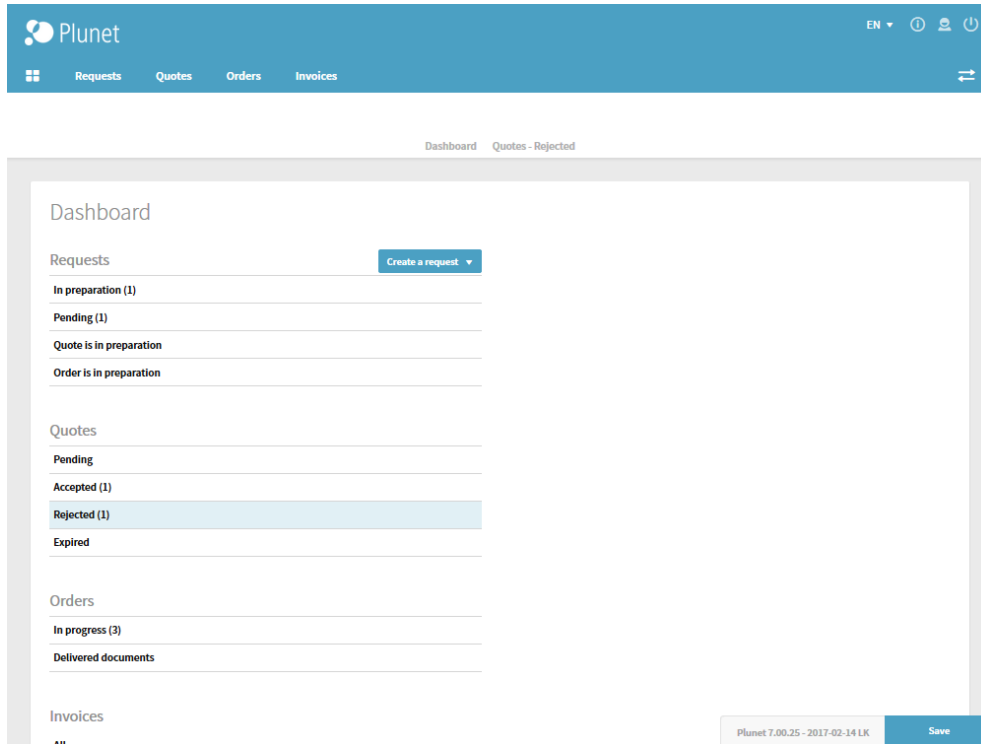 Plunet
EN
Requests Quotes Orders Invoices
Dashboard Quotes - Rejected
Dashboard
Requests
Create a request
In preparation (1)
Pending (1)
Quote is in preparation
Order is in preparation
Quotes
Pending
Accepted (1)
Rejected (1)
Expired
Orders
In progress (3)
Delivered documents
Invoices
All
Plunet 7.00.25 - 2017-02-14 LK
Save